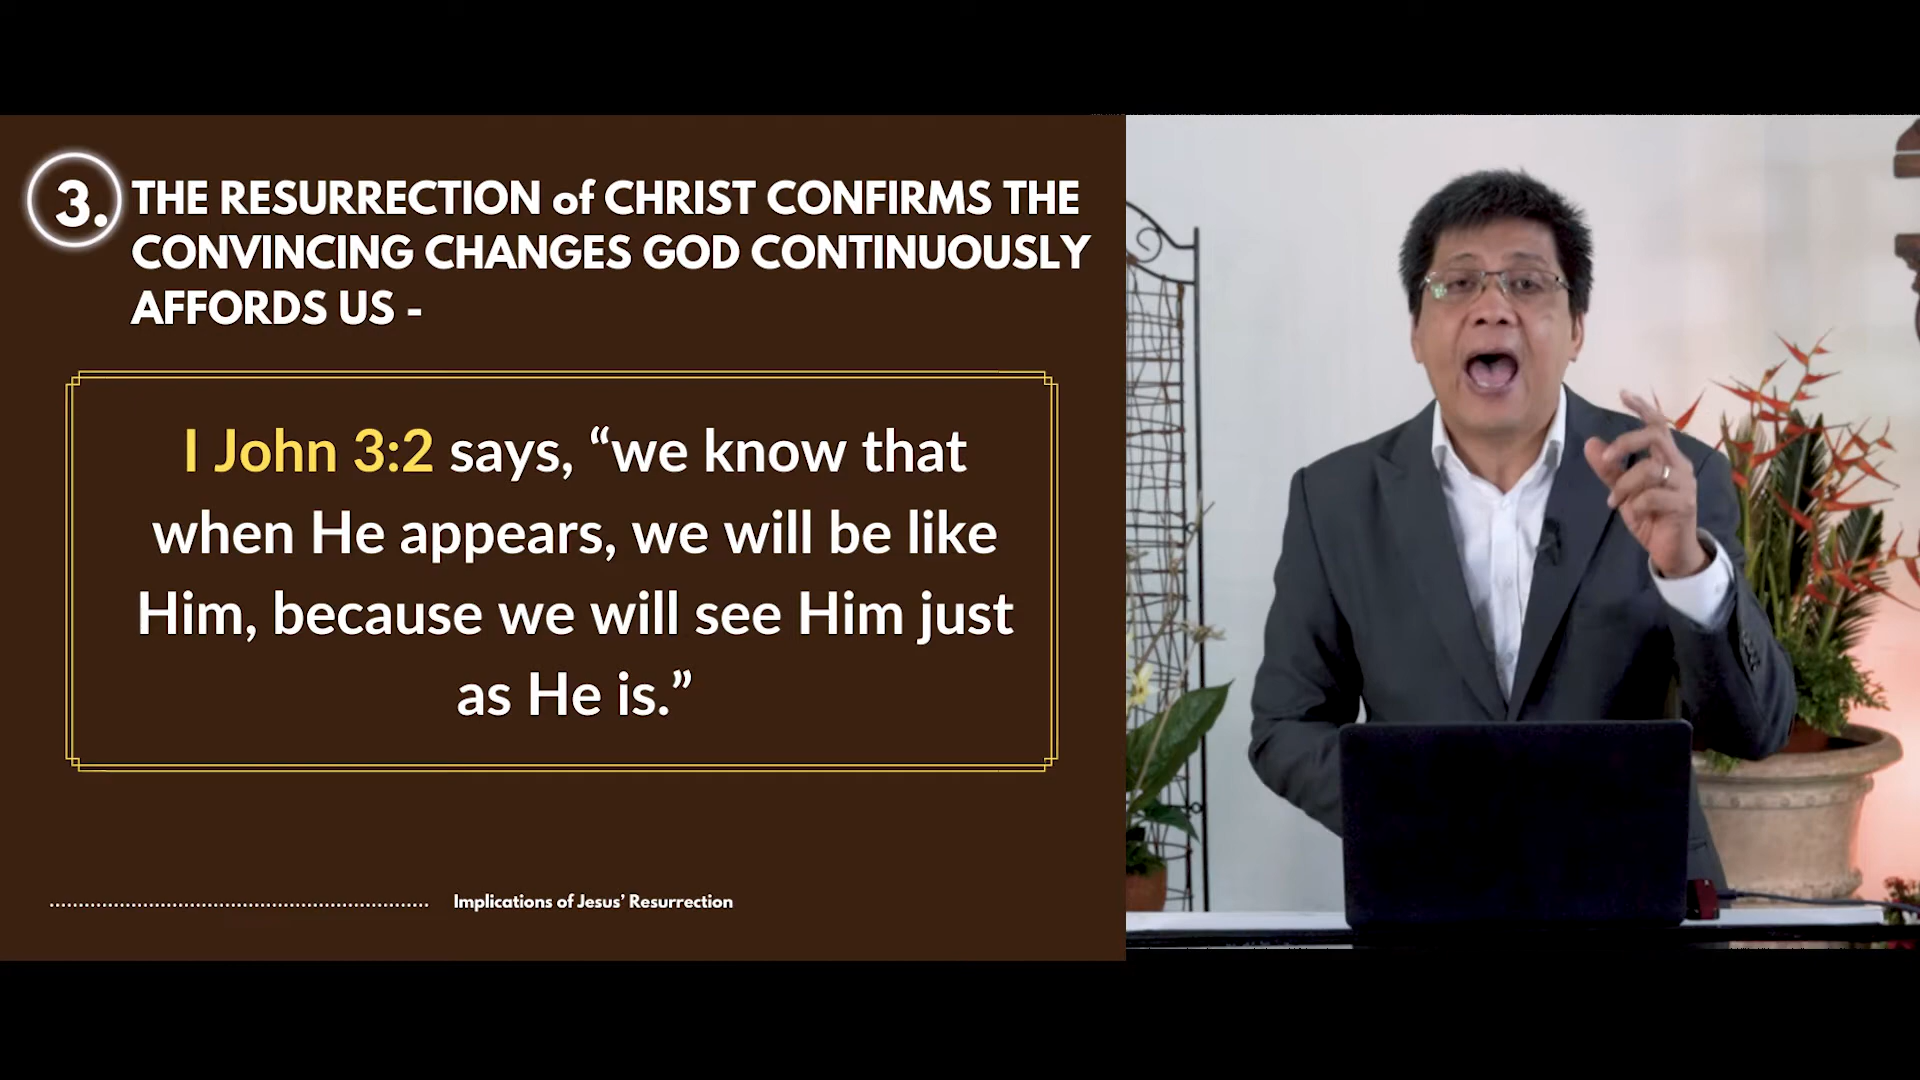 3. THE RESURRECTION of CHRIST CONFIRMS THE
CONVINCING CHANGES GOD CONTINUOUSLY
AFFORDS US -
I John 3:2 says, “we know that
when He appears, we will be like
Him, because we will see Him just
as He is.”
Implications of Jesus’ Resurrection